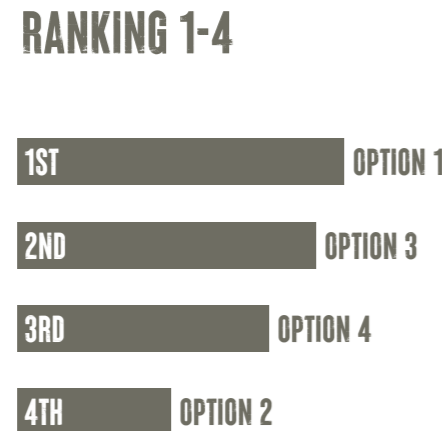 RANKING 1-4
1ST OPTION 1
2ND OPTION 3
3RD OPTION 4
4TH OPTION 2